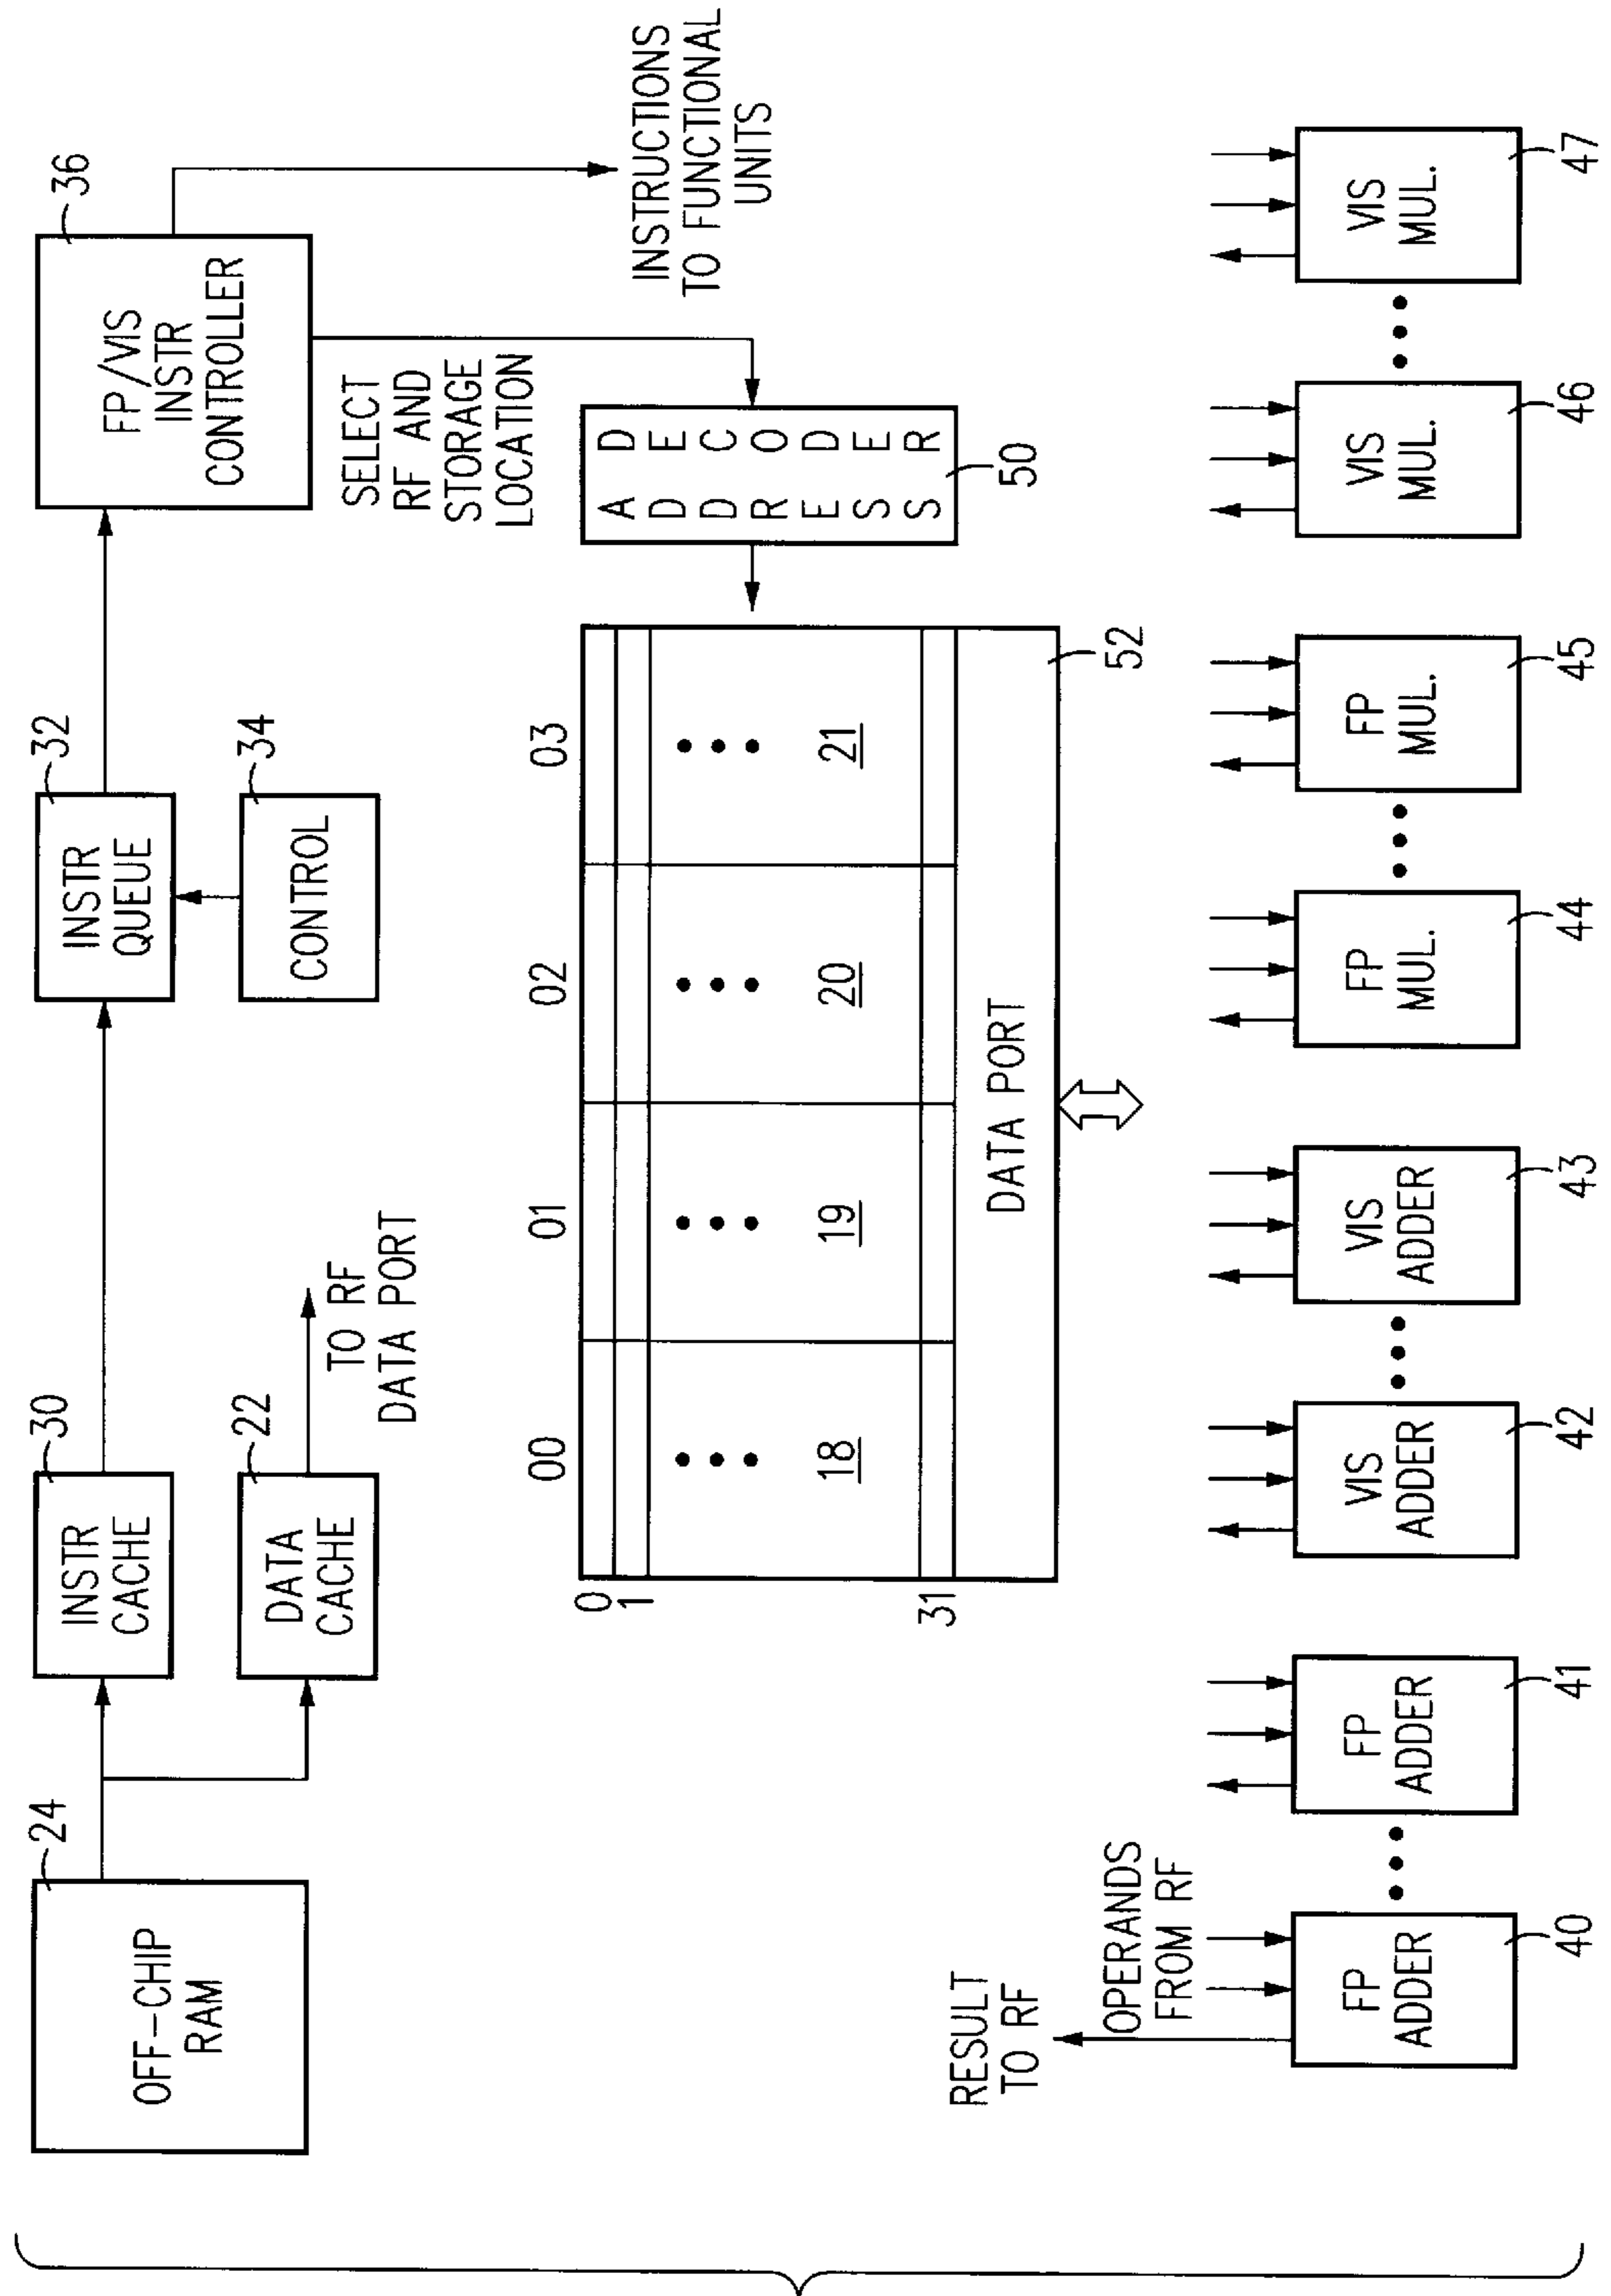 24
OFF-CHIP
RAM
30
INSTR
CACHE
22
DATA
CACHE
TO RF
DATA PORT
32
INSTR
QUEUE
34
CONTROL
36
FP/VIS
INSTR
CONTROLLER
INSTRUCTIONS
TO FUNCTIONAL
UNITS
SELECT
RF AND
STORAGE
LOCATION
ADDRESS
DECODER
50
00
01
02
03
0
1
31
18
19
20
21
DATA PORT
52
RESULT
TO RF
OPERANDS
FROM RF
FP
ADDER
40
FP
ADDER
41
VIS
ADDER
42
VIS
ADDER
43
FP
MUL.
44
FP
MUL.
45
VIS
MUL.
46
VIS
MUL.
47